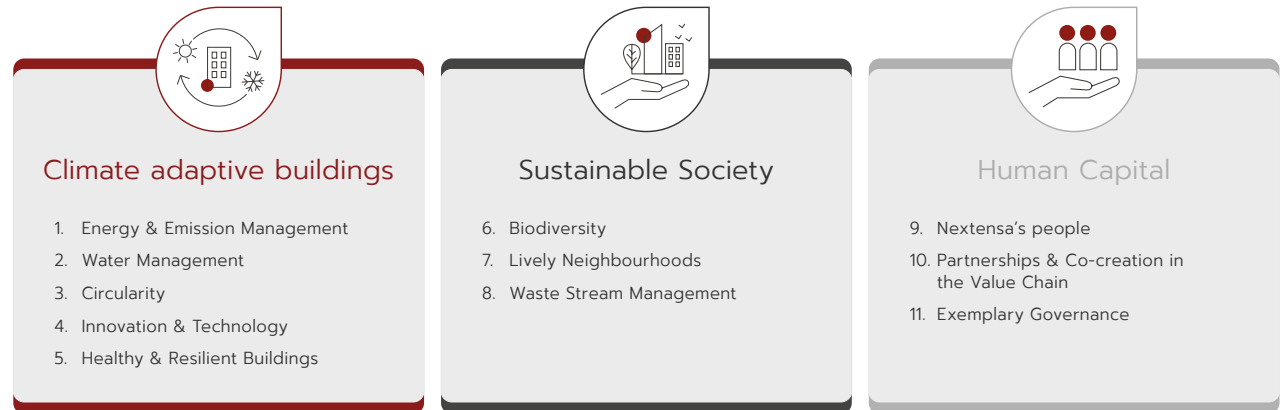 Climate adaptive buildings
1. Energy & Emission Management
2. Water Management
3. Circularity
4. Innovation & Technology
5. Healthy & Resilient Buildings
Sustainable Society
6. Biodiversity
7. Lively Neighbourhoods
8. Waste Stream Management
Human Capital
9. Nextensa's people
10. Partnerships & Co-creation in
the Value Chain
11. Exemplary Governance